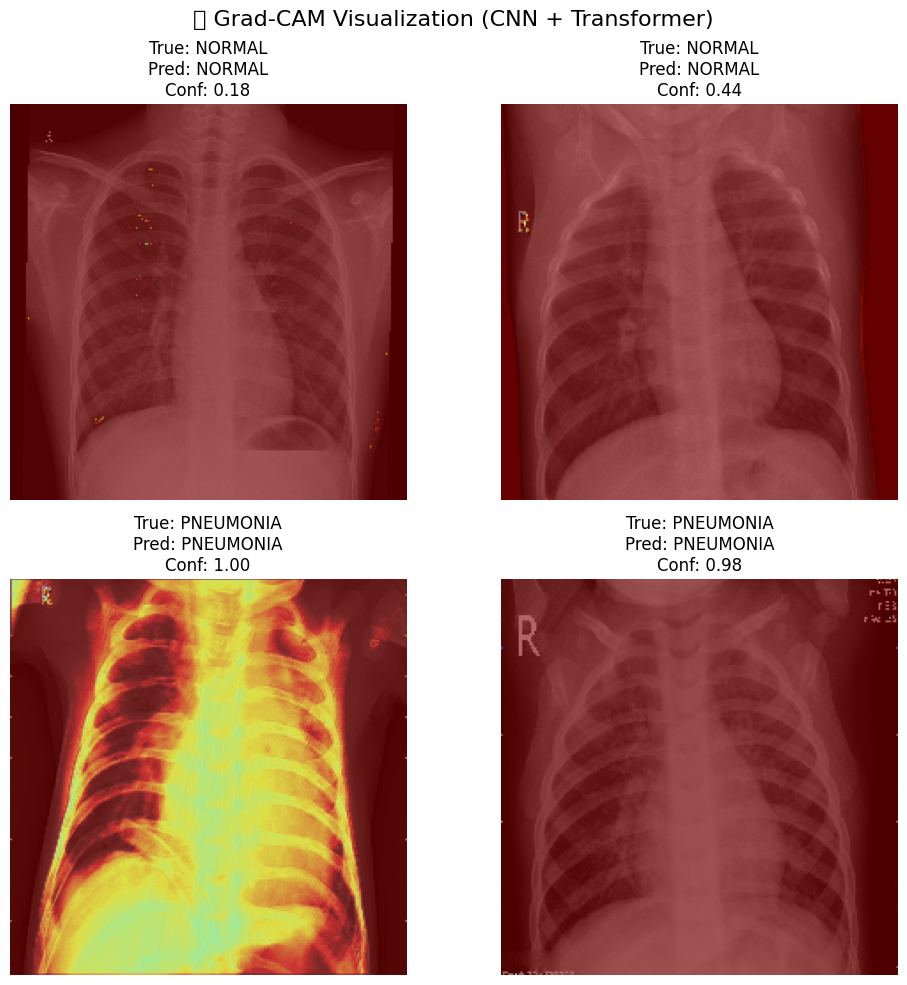 Grad-CAM Visualization (CNN + Transformer)
True: NORMAL
Pred: NORMAL
Conf: 0.18
True: NORMAL
Pred: NORMAL
Conf: 0.44
R
True: PNEUMONIA
Pred: PNEUMONIA
Conf: 1.00
True: PNEUMONIA
Pred: PNEUMONIA
Conf: 0.98
R